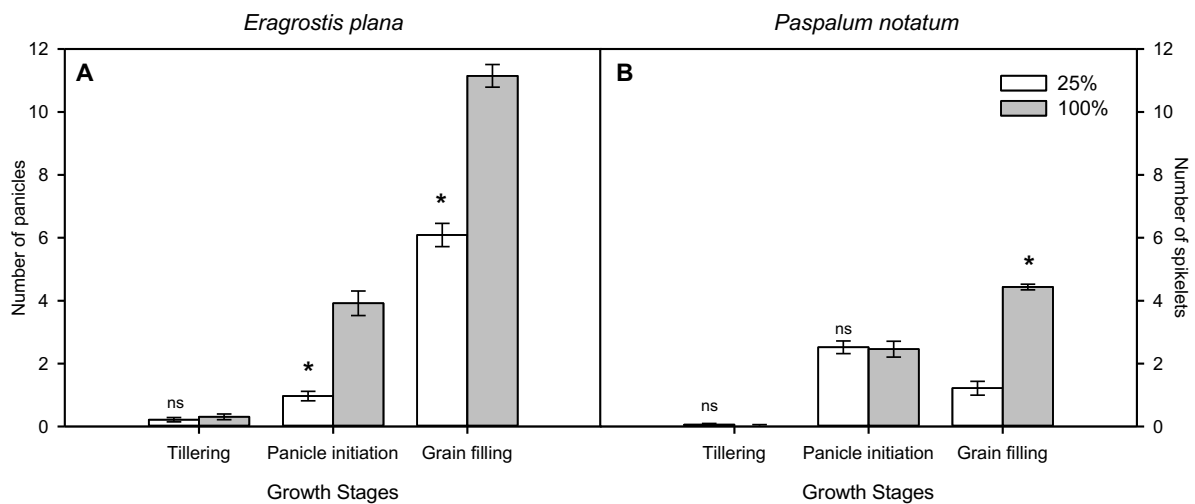 Eragrostis plana
Paspalum notatum
A
B
25%
100%
12
10
8
6
4
2
0
Number of panicles
ns
*
*
Tillering
Panicle initiation
Grain filling
Growth Stages
ns
ns
*
Tillering
Panicle initiation
Grain filling
Growth Stages
12
10
8
6
4
2
0
Number of spikelets